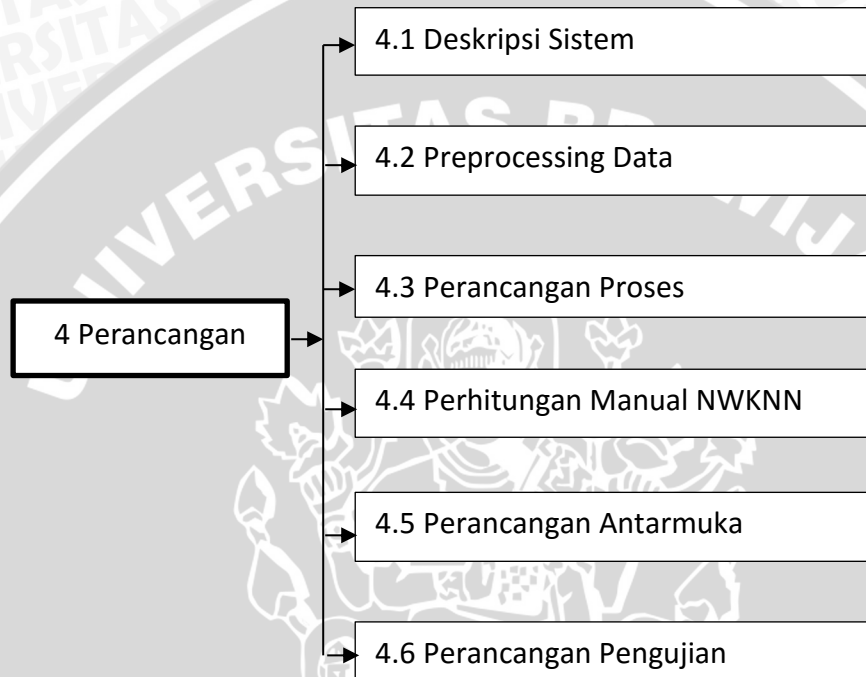 4.1 Deskripsi Sistem
4.2 Preprocessing Data
4.3 Perancangan Proses
4 Perancangan
4.4 Perhitungan Manual NWKNN
4.5 Perancangan Antarmuka
4.6 Perancangan Pengujian